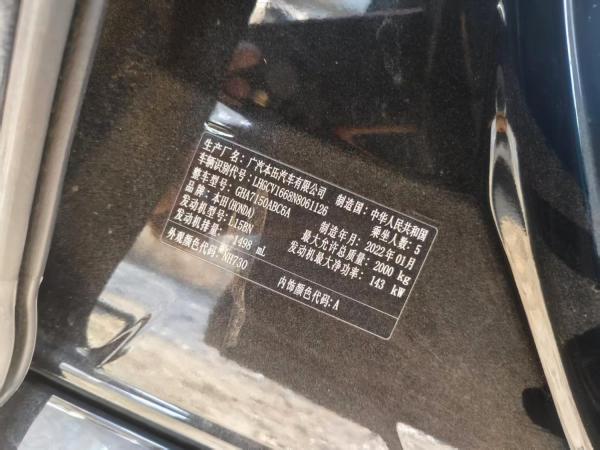 生产厂名：广汽本田汽车有限公司 制造国：中华人民共和国
车辆识别代号：LHGCV1668N8061126 乘坐人数：5
整车型号：GHA7150ABC6A 制造年月：2022年01月
品牌：本田(HONDA) 最大允许总质量：2000 kg
发动机型号：L15BN 发动机最大净功率：143 kW
发动机排量：1498 mL
外观颜色代码：NH730 内饰颜色代码:A